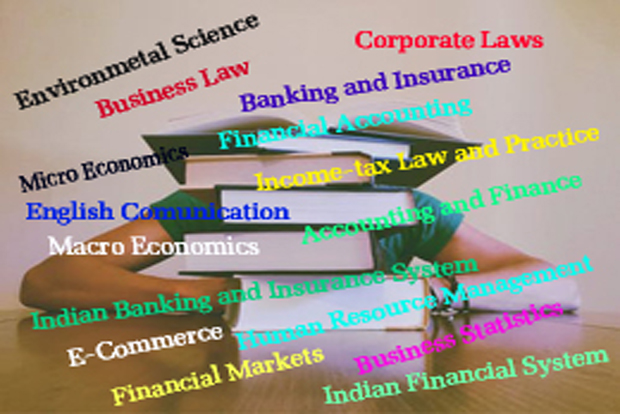 Environmetal Science
Corporate Laws
Business Law
Banking and Insurance
Financial Accounting
Micro Economics
Income-tax Law and Practice
English Comunication
Accounting and Finance
Macro Economics
Indian Banking and Insurance System
Human Resource Management
E-Commerce
Business Statistics
Financial Markets
Indian Financial System